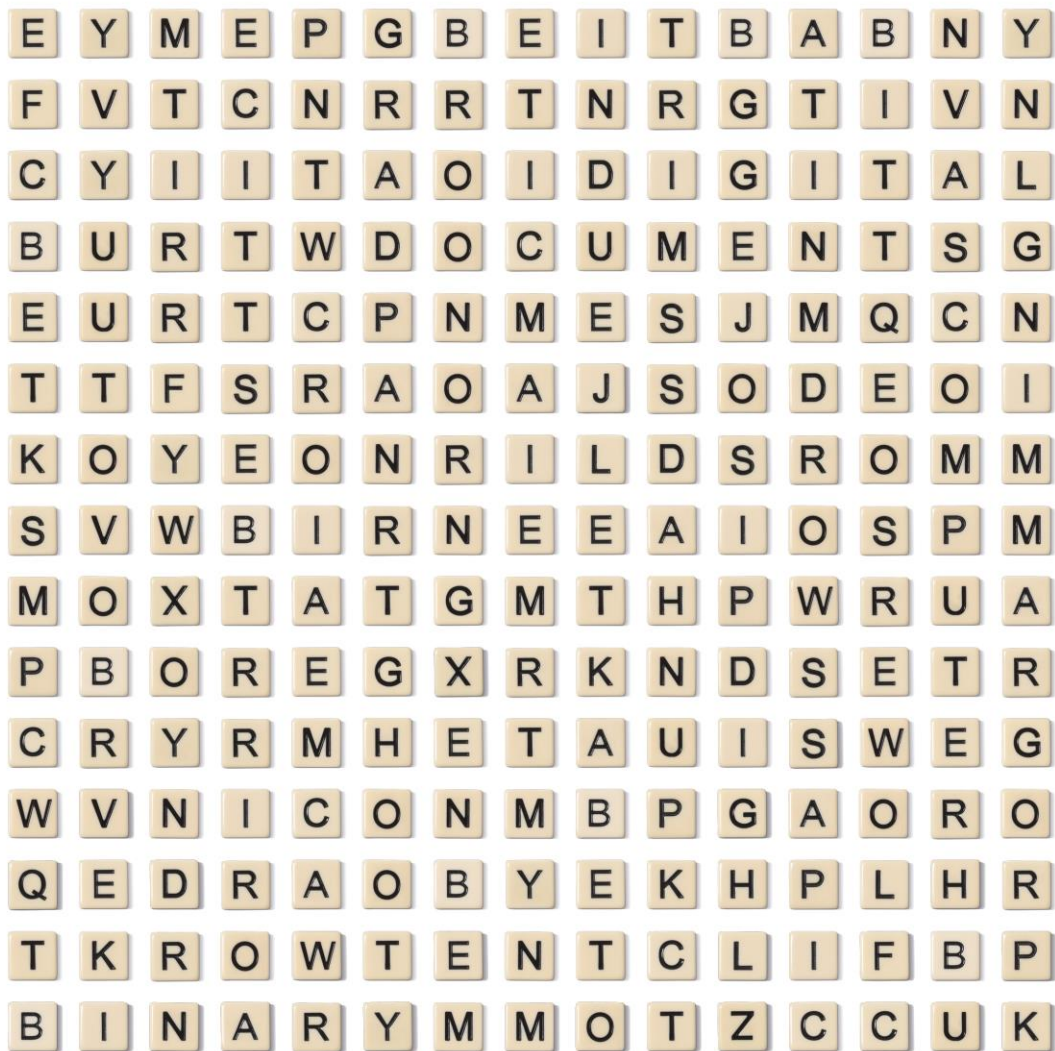 E Y M E P G B E I T B A B N Y
F V T C N R R T N R G T I V N
C Y I I T A O I D I G I T A L
B U R T W D O C U M E N T S G
E U R T C P N M E S J M Q C N
T T F S R A O A J S O D E O I
K O Y E O N R I L D S R O M M
S V W B I R N E E A I O S P M
M O X T A T G M T H P W R U A
P B O R E G X R K N D S E T R
C R Y R M H E T A U I S W E G
W V N I C O N M B P G A O R O
Q E D R A O B Y E K H P L H R
T K R O W T E N T C L I F B P
B I N A R Y M M O T Z C C U K